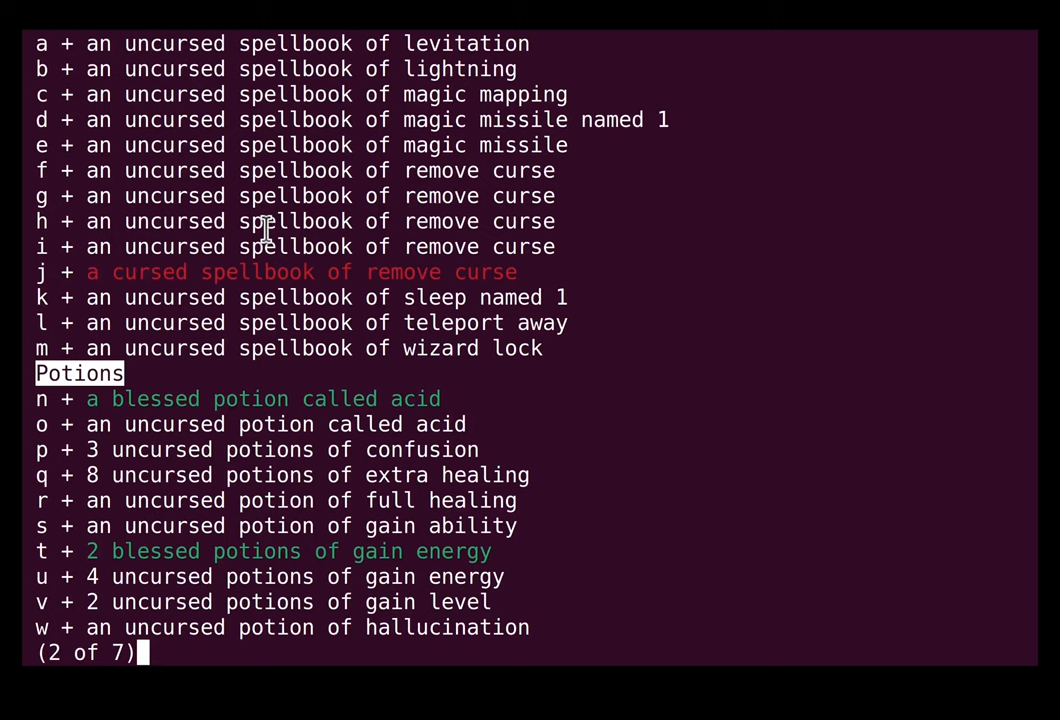 a + an uncursed spellbook of levitation
b + an uncursed spellbook of lightning
c + an uncursed spellbook of magic mapping
d + an uncursed spellbook of magic missile named 1
e + an uncursed spellbook of magic missile
f + an uncursed spellbook of remove curse
g + an uncursed spellbook of remove curse
h + an uncursed spellbook of remove curse
i + an uncursed spellbook of remove curse
j + a cursed spellbook of remove curse
k + an uncursed spellbook of sleep named 1
l + an uncursed spellbook of teleport away
m + an uncursed spellbook of wizard lock
Potions
n + a blessed potion called acid
o + an uncursed potion called acid
p + 3 uncursed potions of confusion
q + 8 uncursed potions of extra healing
r + an uncursed potion of full healing
s + an uncursed potion of gain ability
t + 2 blessed potions of gain energy
u + 4 uncursed potions of gain energy
v + 2 uncursed potions of gain level
w + an uncursed potion of hallucination
(2 of 7)